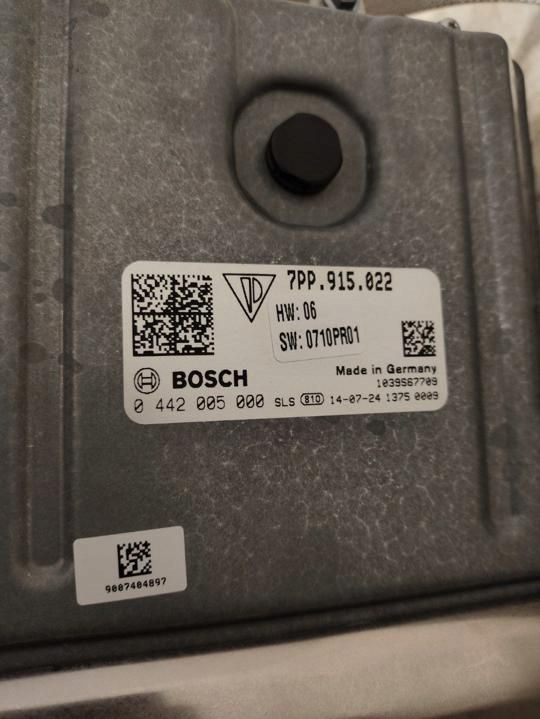 7PP.915.022
HW: 06
SW: 0710PR01
BOSCH
Made in Germany
1039S67709
0 442 005 000 SLS 810 14-07-24 1375 0009
9007404897